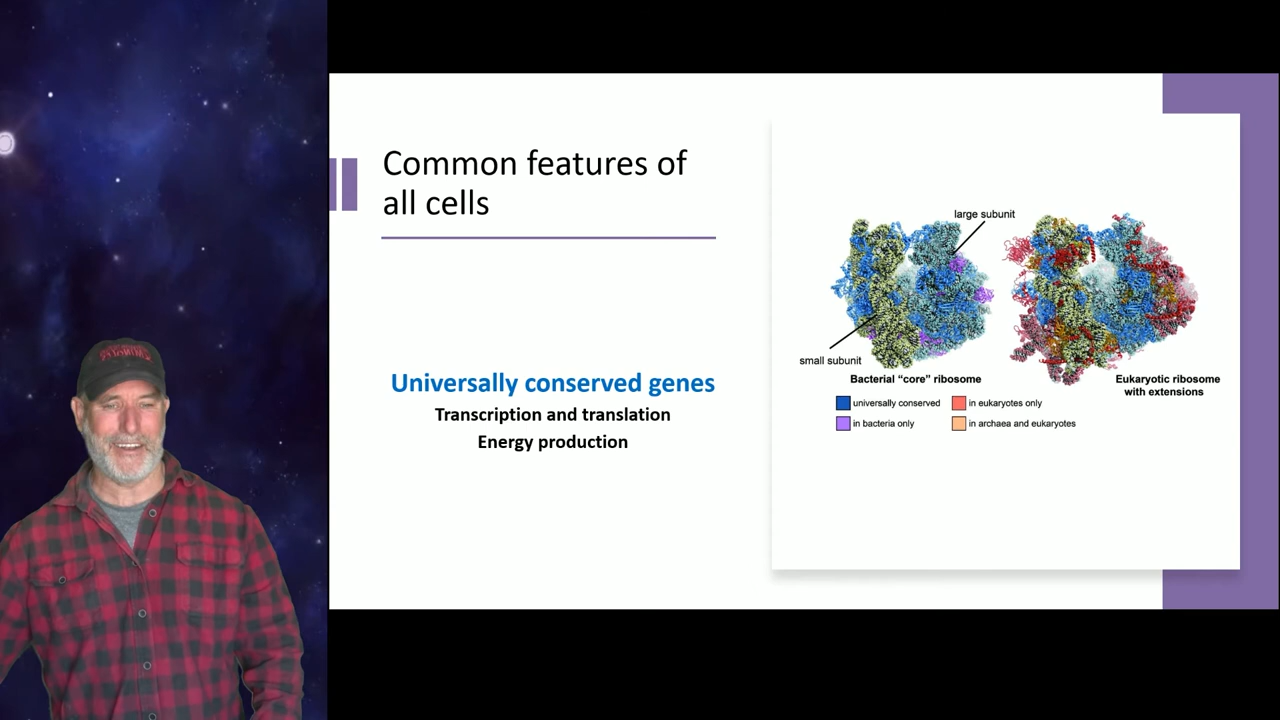 Common features of
all cells
Universally conserved genes
Transcription and translation
Energy production
large subunit
small subunit
Bacterial “core” ribosome
Eukaryotic ribosome
with extensions
universally conserved
in eukaryotes only
in bacteria only
in archaea and eukaryotes